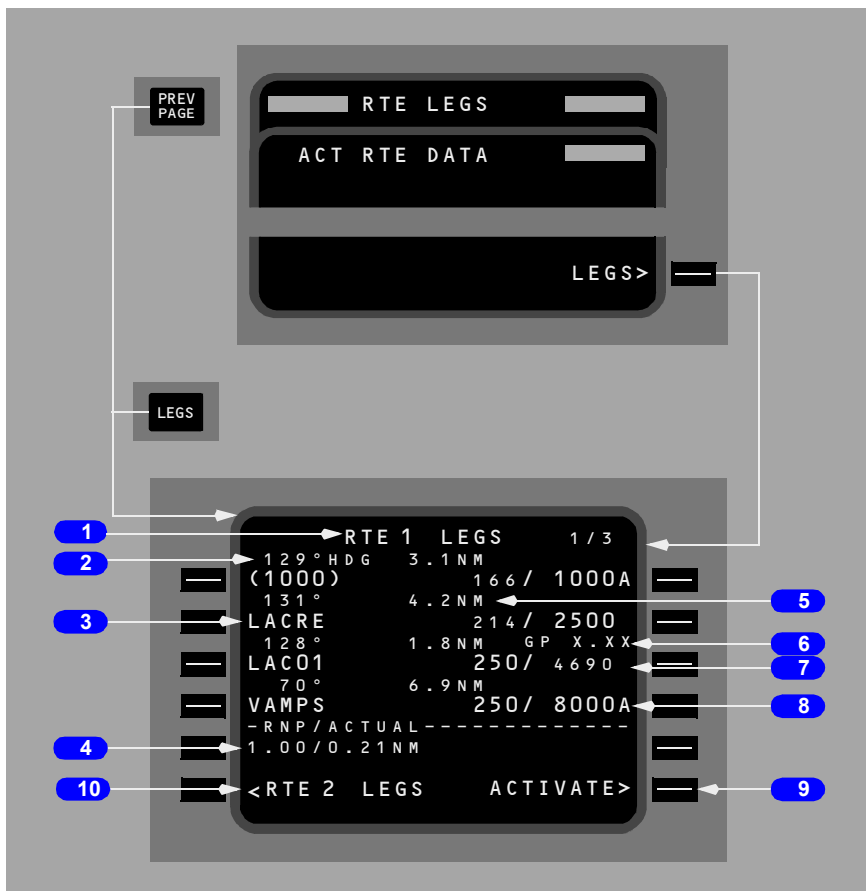 PREV
PAGE
RTE LEGS
ACT RTE DATA
LEGS>
LEGS
1 RTE 1 LEGS 1/3
2 129°HDG 3.1NM
(1000) 166/ 1000A
131° 4.2NM 5
3 LACRE 214/ 2500
128° 1.8NM GP X.XX 6
LAC01 250/ 4690 7
70° 6.9NM
VAMPS 250/ 8000A 8
-RNP/ACTUAL--------------
4 1.00/0.21NM
10 <RTE 2 LEGS ACTIVATE> 9